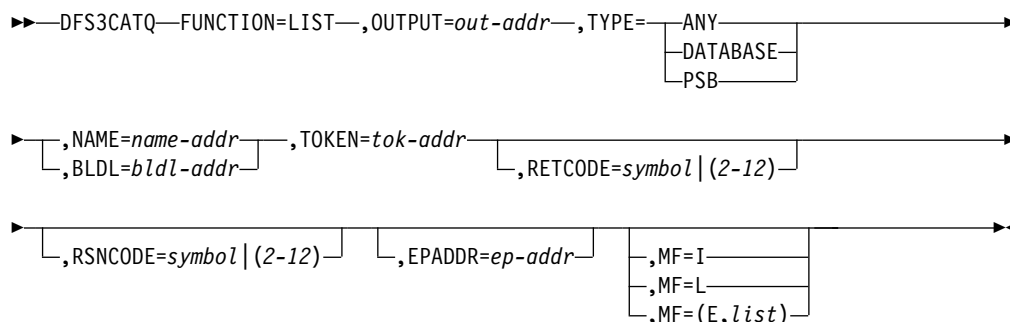 DFS3CATQ FUNCTION=LIST ,OUTPUT=out-addr ,TYPE= ANY
DATABASE
PSB
,NAME=name-addr ,TOKEN=tok-addr
,BLDL=bldl-addr ,RETCODE=symbol|(2-12)
,RSNCODE=symbol|(2-12) ,EPADDR=ep-addr ,MF=I
,MF=L
,MF=(E,list)